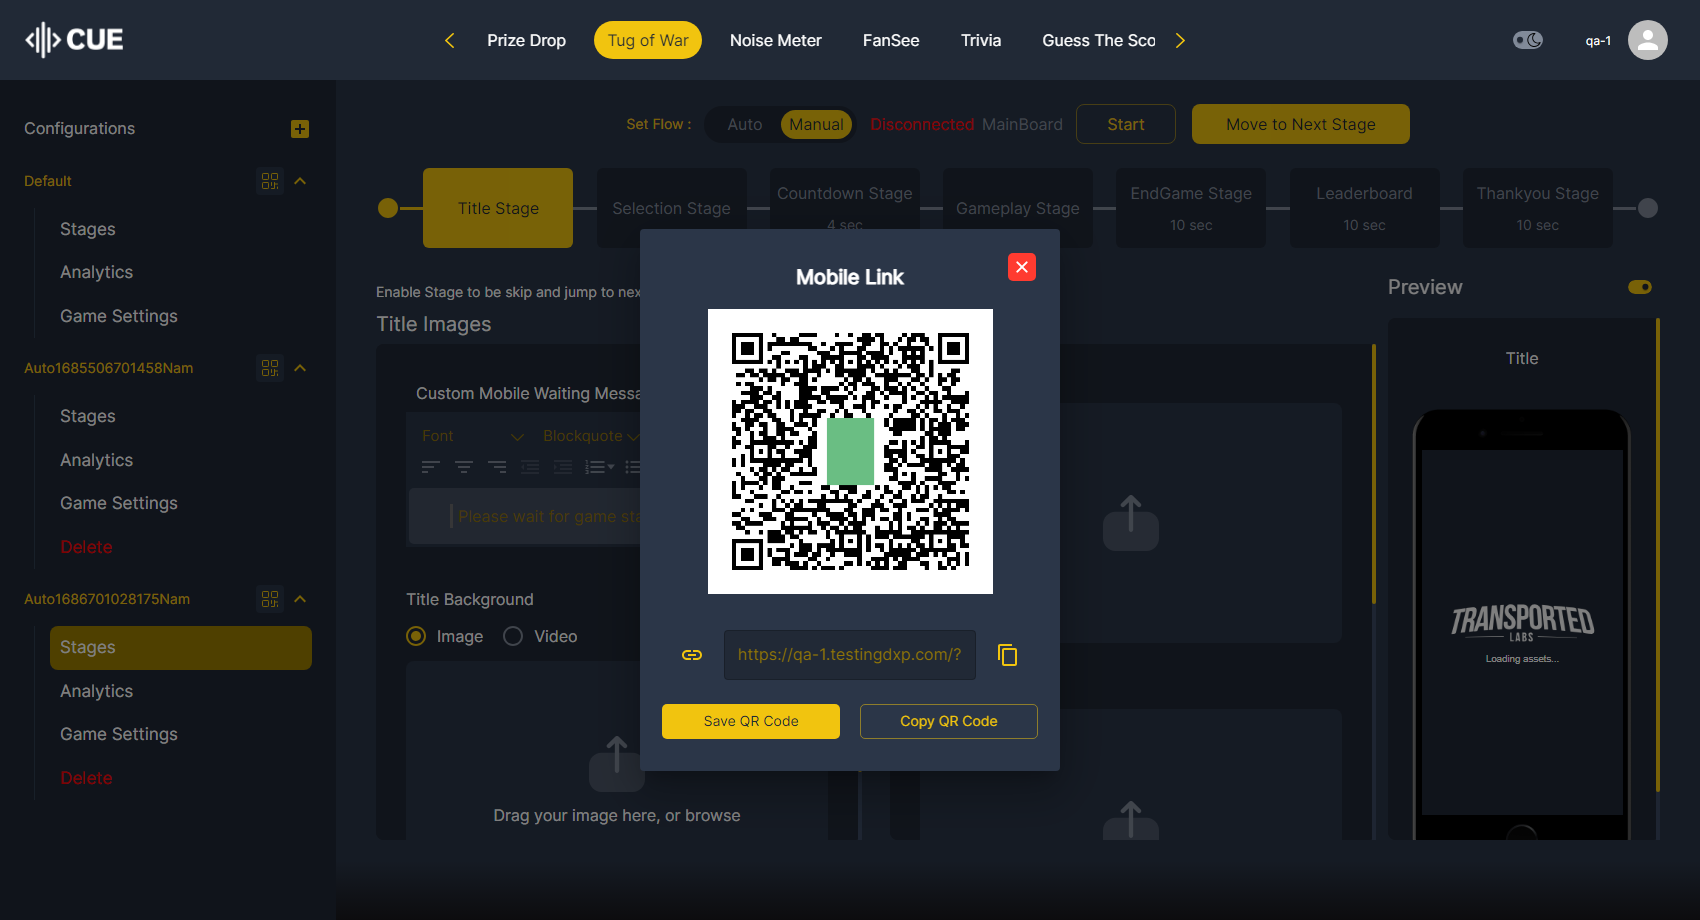 CUE
Prize Drop
Tug of War
Noise Meter
FanSee
Trivia
Guess The Sco
qa-1
Configurations
Default
Stages
Analytics
Game Settings
Auto1685506701458Nam
Stages
Analytics
Game Settings
Delete
Auto1686701028175Nam
Stages
Analytics
Game Settings
Delete
Set Flow :
Auto
Manual
Disconnected MainBoard
Start
Move to Next Stage
Title Stage
Selection Stage
Countdown Stage
4 sec
Gameplay Stage
EndGame Stage
10 sec
Leaderboard
10 sec
Thankyou Stage
10 sec
Enable Stage to be skip and jump to nex
Title Images
Custom Mobile Waiting Messa
Font
Blockquote
Please wait for game sta
Title Background
Image
Video
Drag your image here, or browse
Mobile Link
https://qa-1.testingdxp.com/?
Save QR Code
Copy QR Code
Preview
Title
TRANSPORTED
LABS
Loading assets...